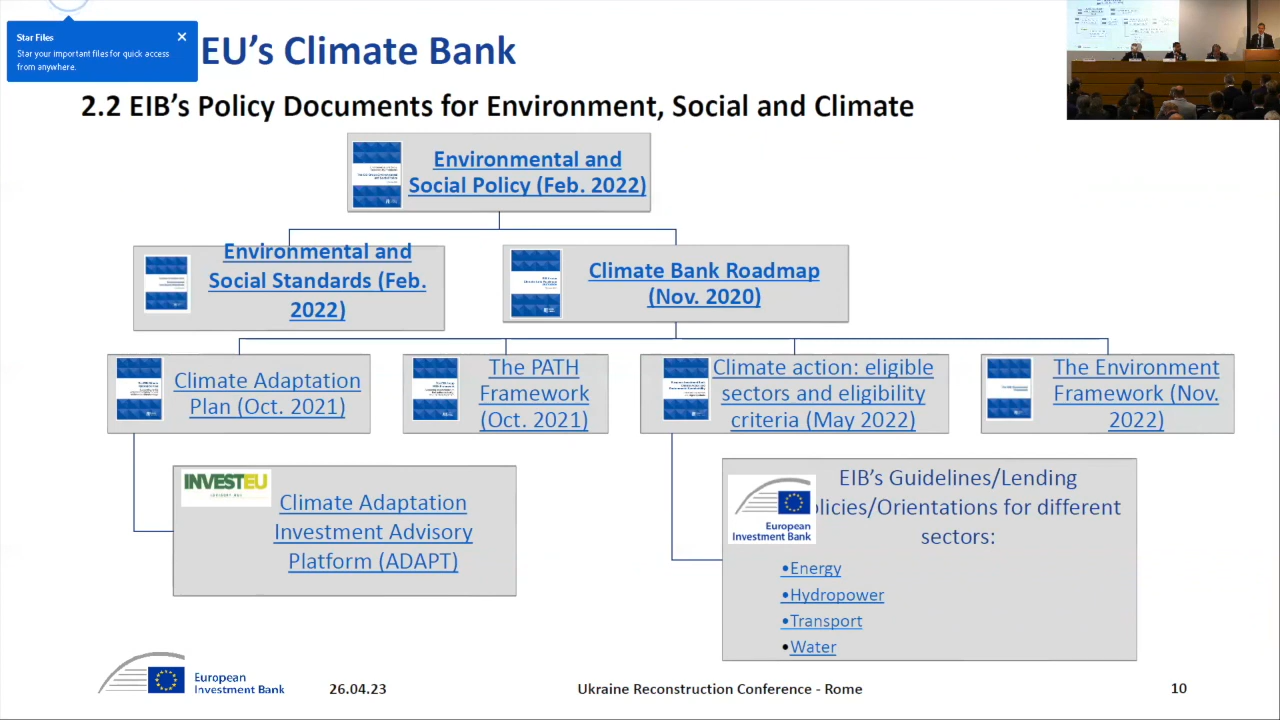 Star Files
Star your important files for quick access
from anywhere.
EU’s Climate Bank
2.2 EIB’s Policy Documents for Environment, Social and Climate
Environmental and
Social Policy (Feb. 2022)
Environmental and
Social Standards (Feb.
2022)
Climate Bank Roadmap
(Nov. 2020)
Climate Adaptation
Plan (Oct. 2021)
The PATH
Framework
(Oct. 2021)
Climate action: eligible
sectors and eligibility
criteria (May 2022)
The Environment
Framework (Nov.
2022)
INVESTEU
Climate Adaptation
Investment Advisory
Platform (ADAPT)
European
Investment Bank
EIB’s Guidelines/Lending
olicies/Orientations for different
sectors:
•Energy
•Hydropower
•Transport
•Water
European
Investment Bank
26.04.23
Ukraine Reconstruction Conference - Rome
10